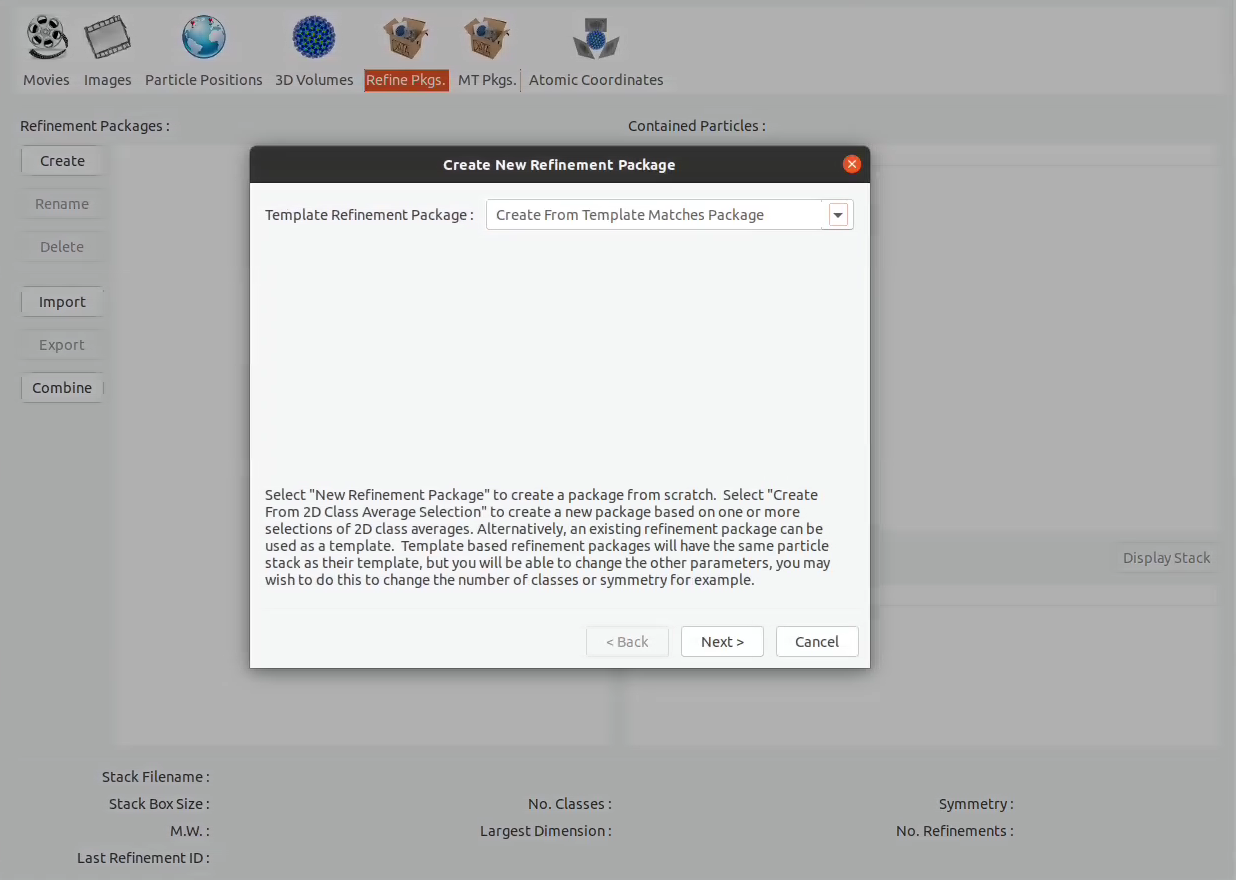 Movies Images Particle Positions 3D Volumes Refine Pkgs. MT Pkgs. Atomic Coordinates
Refinement Packages : Contained Particles :
Create
Rename
Delete
Import
Export
Combine
Create New Refinement Package
Template Refinement Package : Create From Template Matches Package
Select "New Refinement Package" to create a package from scratch.  Select "Create
From 2D Class Average Selection" to create a new package based on one or more
selections of 2D class averages. Alternatively, an existing refinement package can be
used as a template.  Template based refinement packages will have the same particle
stack as their template, but you will be able to change the other parameters, you may
wish to do this to change the number of classes or symmetry for example.
< Back Next > Cancel
Display Stack
Stack Filename :
Stack Box Size : No. Classes : Symmetry :
M.W. : Largest Dimension : No. Refinements :
Last Refinement ID :